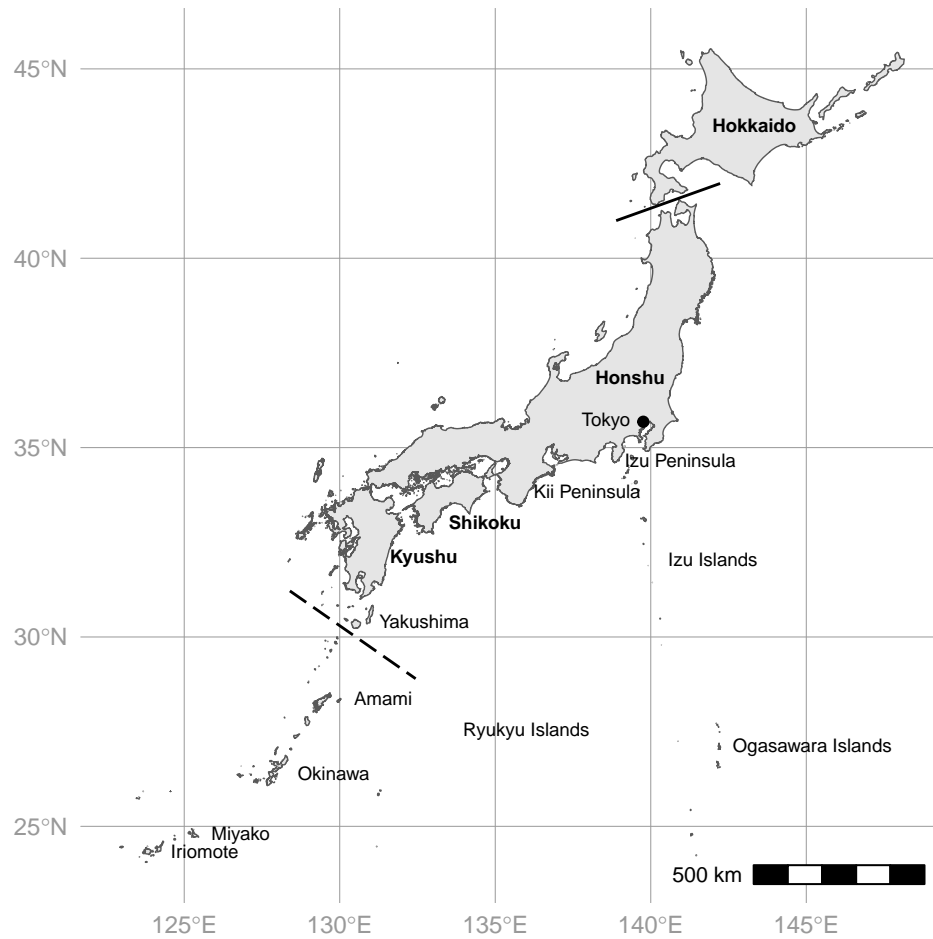 45°N
Hokkaido
40°N
Honshu
Tokyo
35°N
Izu Peninsula
Kii Peninsula
Shikoku
Kyushu
Izu Islands
Yakushima
30°N
Amami
Ryukyu Islands
Ogasawara Islands
Okinawa
25°N
Miyako
Iriomote
500 km
125°E 130°E 135°E 140°E 145°E